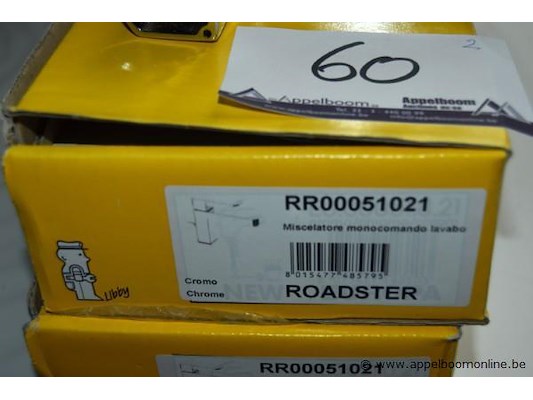 2
60
Appelboom
Appelboom
RR00051021
Miscelatore monocomando lavabo
8 015477 485795
Cromo
Chrome
ROADSTER
Libby
RR00051021
© www.appelboomonline.be